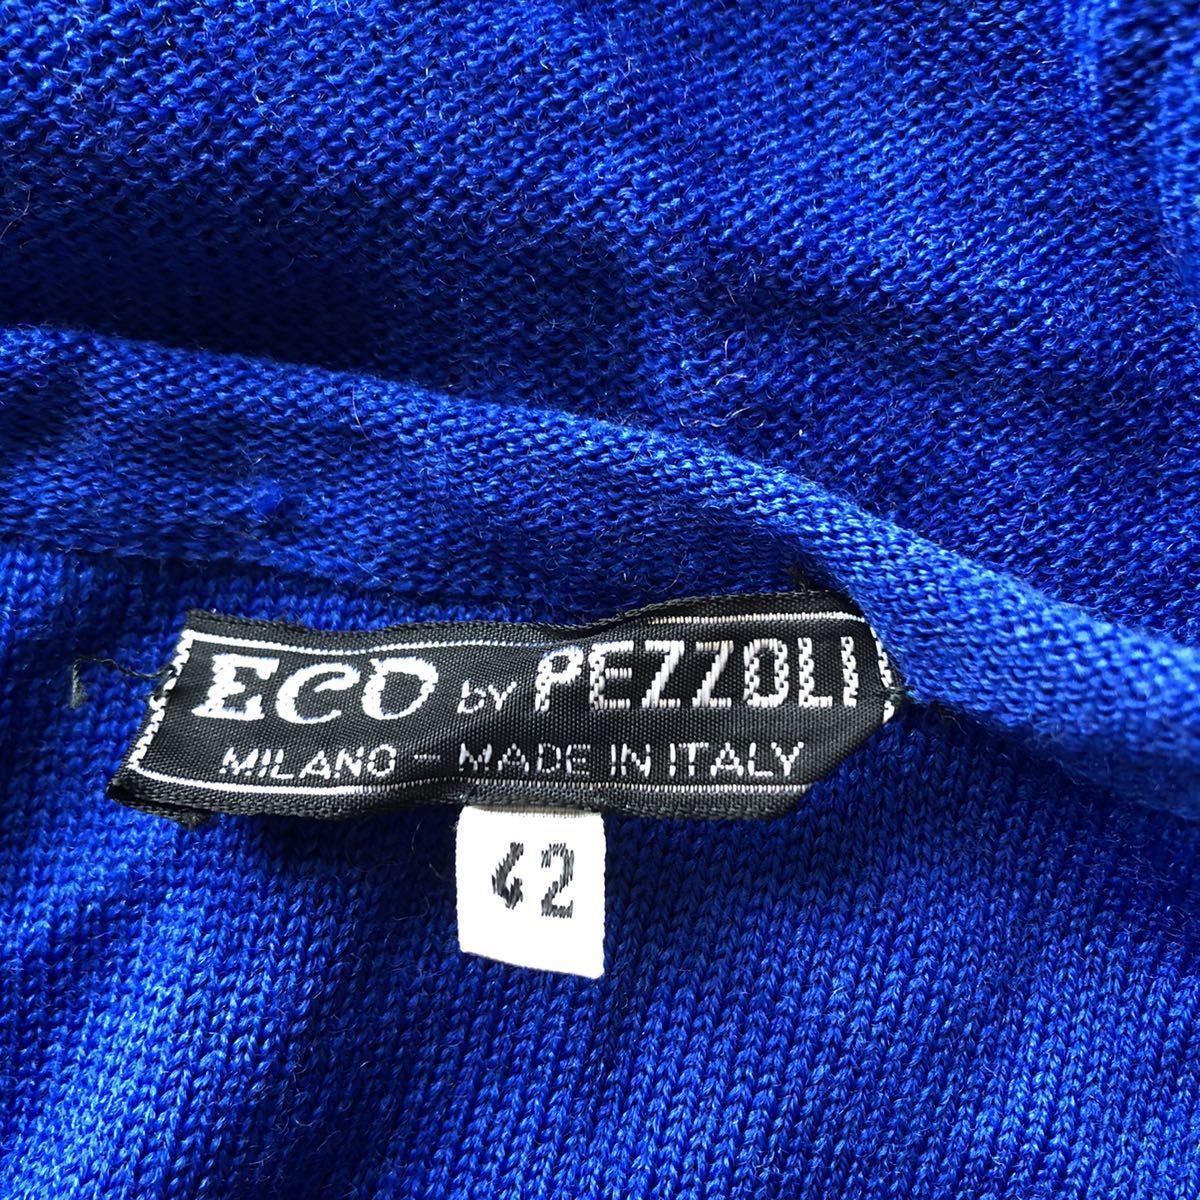 ECO by PEZZOLI
MILANO - MADE IN ITALY
42